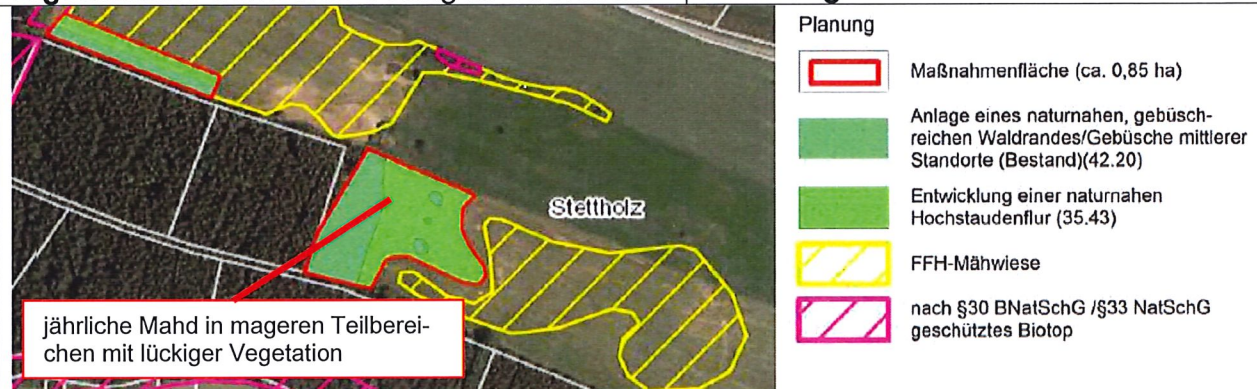 Stettholz
jährliche Mahd in mageren Teilberei-
chen mit lückiger Vegetation
Planung
Maßnahmenfläche (ca. 0,85 ha)
Anlage eines naturnahen, gebüsch-
reichen Waldrandes/Gebüsche mittlerer
Standorte (Bestand)(42.20)
Entwicklung einer naturnahen
Hochstaudenflur (35.43)
FFH-Mähwiese
nach §30 BNatSchG /§33 NatSchG
geschütztes Biotop